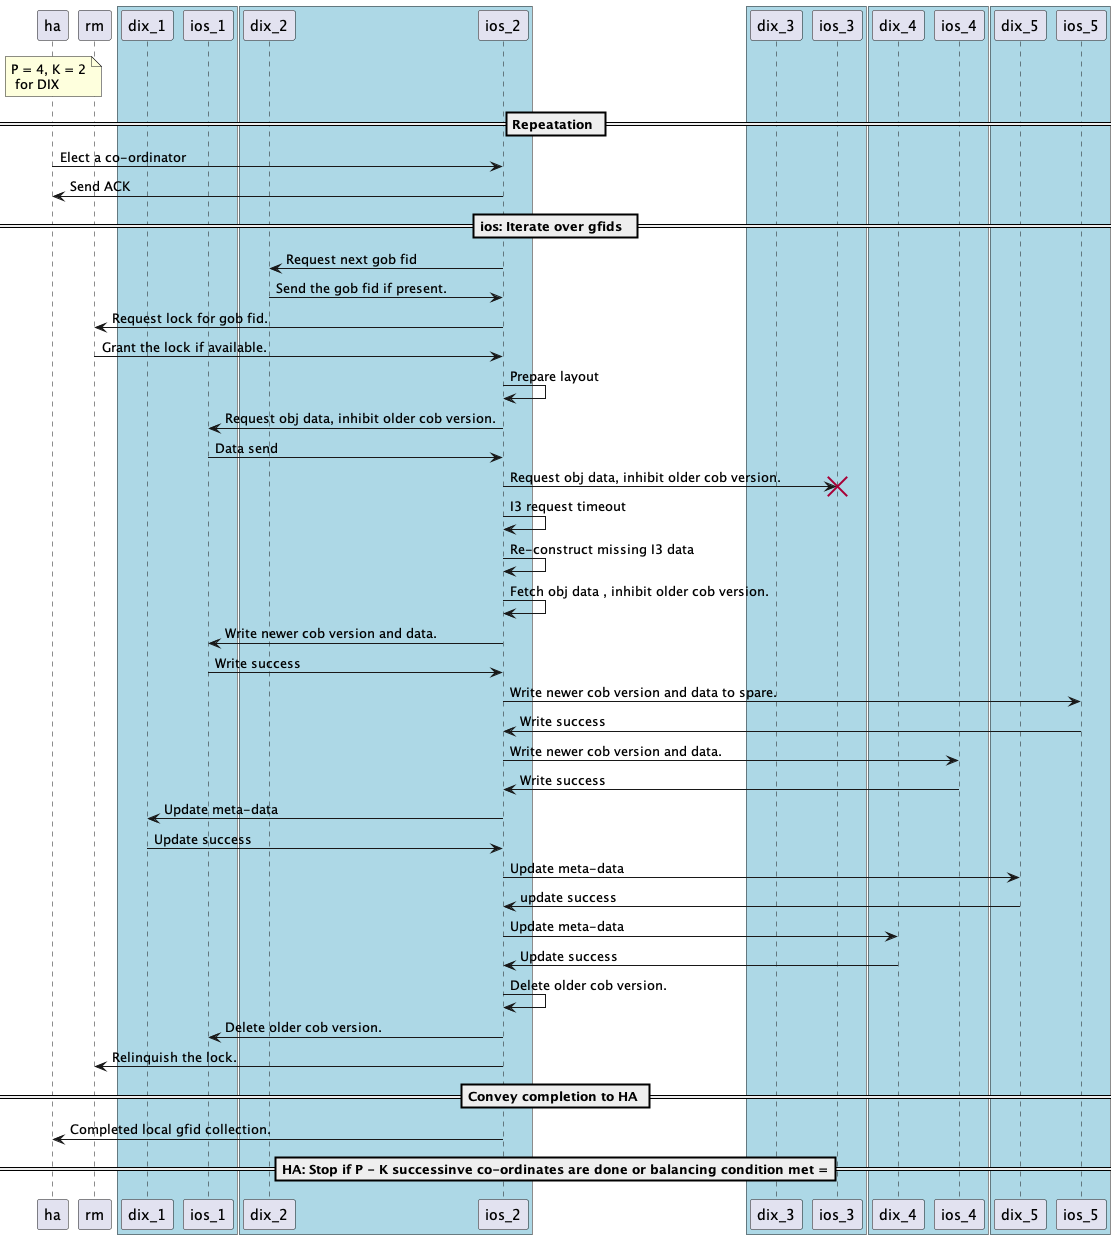 ha rm dix_1 ios_1 dix_2 ios_2 dix_3 ios_3 dix_4 ios_4 dix_5 ios_5
P = 4, K = 2
for DIX
Repeatation
Elect a co-ordinator
Send ACK
ios: Iterate over gfids
Request next gob fid
Send the gob fid if present.
Request lock for gob fid.
Grant the lock if available.
Prepare layout
Request obj data, inhibit older cob version.
Data send
Request obj data, inhibit older cob version.
I3 request timeout
Re-construct missing I3 data
Fetch obj data , inhibit older cob version.
Write newer cob version and data.
Write success
Write newer cob version and data to spare.
Write success
Write newer cob version and data.
Write success
Update meta-data
Update success
Update meta-data
update success
Update meta-data
Update success
Delete older cob version.
Delete older cob version.
Relinquish the lock.
Convey completion to HA
Completed local gfid collection.
HA: Stop if P - K successinve co-ordinates are done or balancing condition met =
ha rm dix_1 ios_1 dix_2 ios_2 dix_3 ios_3 dix_4 ios_4 dix_5 ios_5